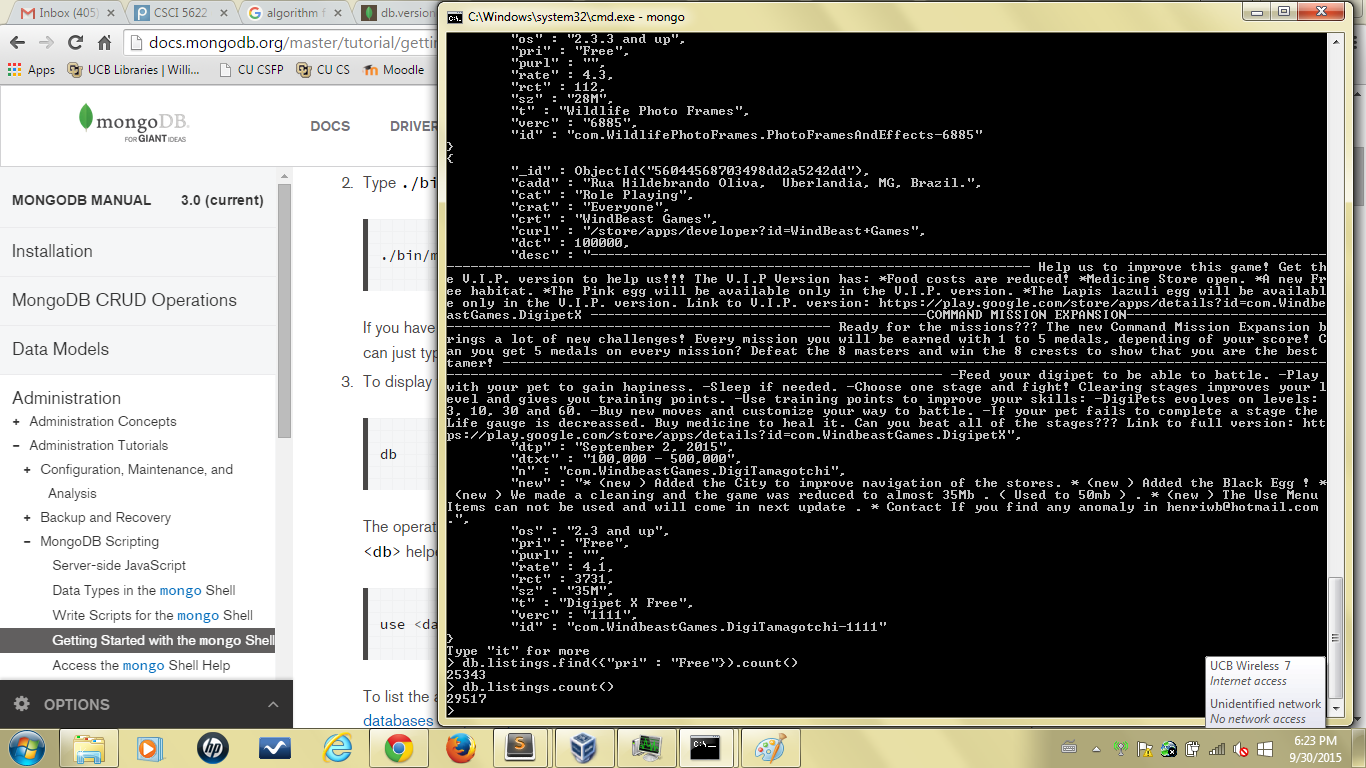 Inbox (405)
CSCI 5622
algorithm f
db.version
docs.mongodb.org/master/tutorial/gettin
Apps
UCB Libraries | Willi...
CU CSFP
CU CS
Moodle
mongoDB.
FOR GIANT IDEAS
DOCS
DRIVER
MONGODB MANUAL 3.0 (current)
Installation
MongoDB CRUD Operations
Data Models
Administration
+ Administration Concepts
− Administration Tutorials
+ Configuration, Maintenance, and
Analysis
+ Backup and Recovery
− MongoDB Scripting
Server-side JavaScript
Data Types in the mongo Shell
Write Scripts for the mongo Shell
Getting Started with the mongo Shell
Access the mongo Shell Help
OPTIONS
2. Type ./bi
./bin/m
If you have
can just typ
3. To display
db
The operat
<db> helpe
use <da
To list the a
databases
C:\Windows\system32\cmd.exe - mongo
"os" : "2.3.3 and up",
"pri" : "Free",
"purl" : "",
"rate" : 4.3,
"rct" : 112,
"sz" : "28M",
"t" : "Wildlife Photo Frames",
"verc" : "6885",
"id" : "com.WildlifePhotoFrames.PhotoFramesAndEffects-6885"
}
{
"_id" : ObjectId("56044568703498dd2a5242dd"),
"cadd" : "Rua Hildebrando Oliva,  Uberlandia, MG, Brazil.",
"cat" : "Role Playing",
"crat" : "Everyone",
"crt" : "WindBeast Games",
"curl" : "/store/apps/developer?id=WindBeast+Games",
"dct" : 100000,
"desc" : "--------------------------------------------------
---------------------------------------- Help us to improve this game! Get th
e V.I.P. version to help us!!! The V.I.P Version has: *Food costs are reduced! *Medicine Store open. *A new Fr
ee habitat. *The Pink egg will be available only in the V.I.P. version. *The Lapis lazuli egg will be availabl
e only in the V.I.P. version. Link to V.I.P. version: https://play.google.com/store/apps/details?id=com.Windbe
astGames.DigipetX ------------------------------------------COMMAND MISSION EXPANSION-------------------------
------------------------------------------------ Ready for the missions??? The new Command Mission Expansion b
rings a lot of new challenges! Every mission you will be earned with 1 to 5 medals, depending of your score! C
an you get 5 medals on every mission? Defeat the 8 masters and win the 8 crests to show that you are the best
tamer! -------------------------------------------------------------------------------------------------------
-------------------------------------------------------------- -Feed your digipet to be able to battle. -Play
with your pet to gain hapiness. -Sleep if needed. -Choose one stage and fight! Clearing stages improves your l
evel and gives you training points. -Use training points to improve your skills: -DigiPets evolves on levels:
3, 10, 30 and 60. -Buy new moves and customize your way to battle. -If your pet fails to complete a stage the
Life gauge is decreassed. Buy medicine to heal it. Can you beat all of the stages??? Link to full version: htt
ps://play.google.com/store/apps/details?id=com.WindbeastGames.DigipetX",
"dtp" : "September 2, 2015",
"dtxt" : "100,000 - 500,000",
"n" : "com.WindbeastGames.DigiTamagotchi",
"new" : "* (new ) Added the City to improve navigation of the stores. * (new ) Added the Black Egg ! *
(new ) We made a cleaning and the game was reduced to almost 35Mb . ( Used to 50mb ) . * (new ) The Use Menu
Items can not be used and will come in next update . * Contact If you find any anomaly in henriwb@hotmail.com
.",
"os" : "2.3 and up",
"pri" : "Free",
"purl" : "",
"rate" : 4.1,
"rct" : 3731,
"sz" : "35M",
"t" : "Digipet X Free",
"verc" : "1111",
"id" : "com.WindbeastGames.DigiTamagotchi-1111"
}
Type "it" for more
> db.listings.find({"pri" : "Free"}).count()
25343
> db.listings.count()
29517
>
UCB Wireless 7
Internet access
Unidentified network
No network access
6:23 PM
9/30/2015